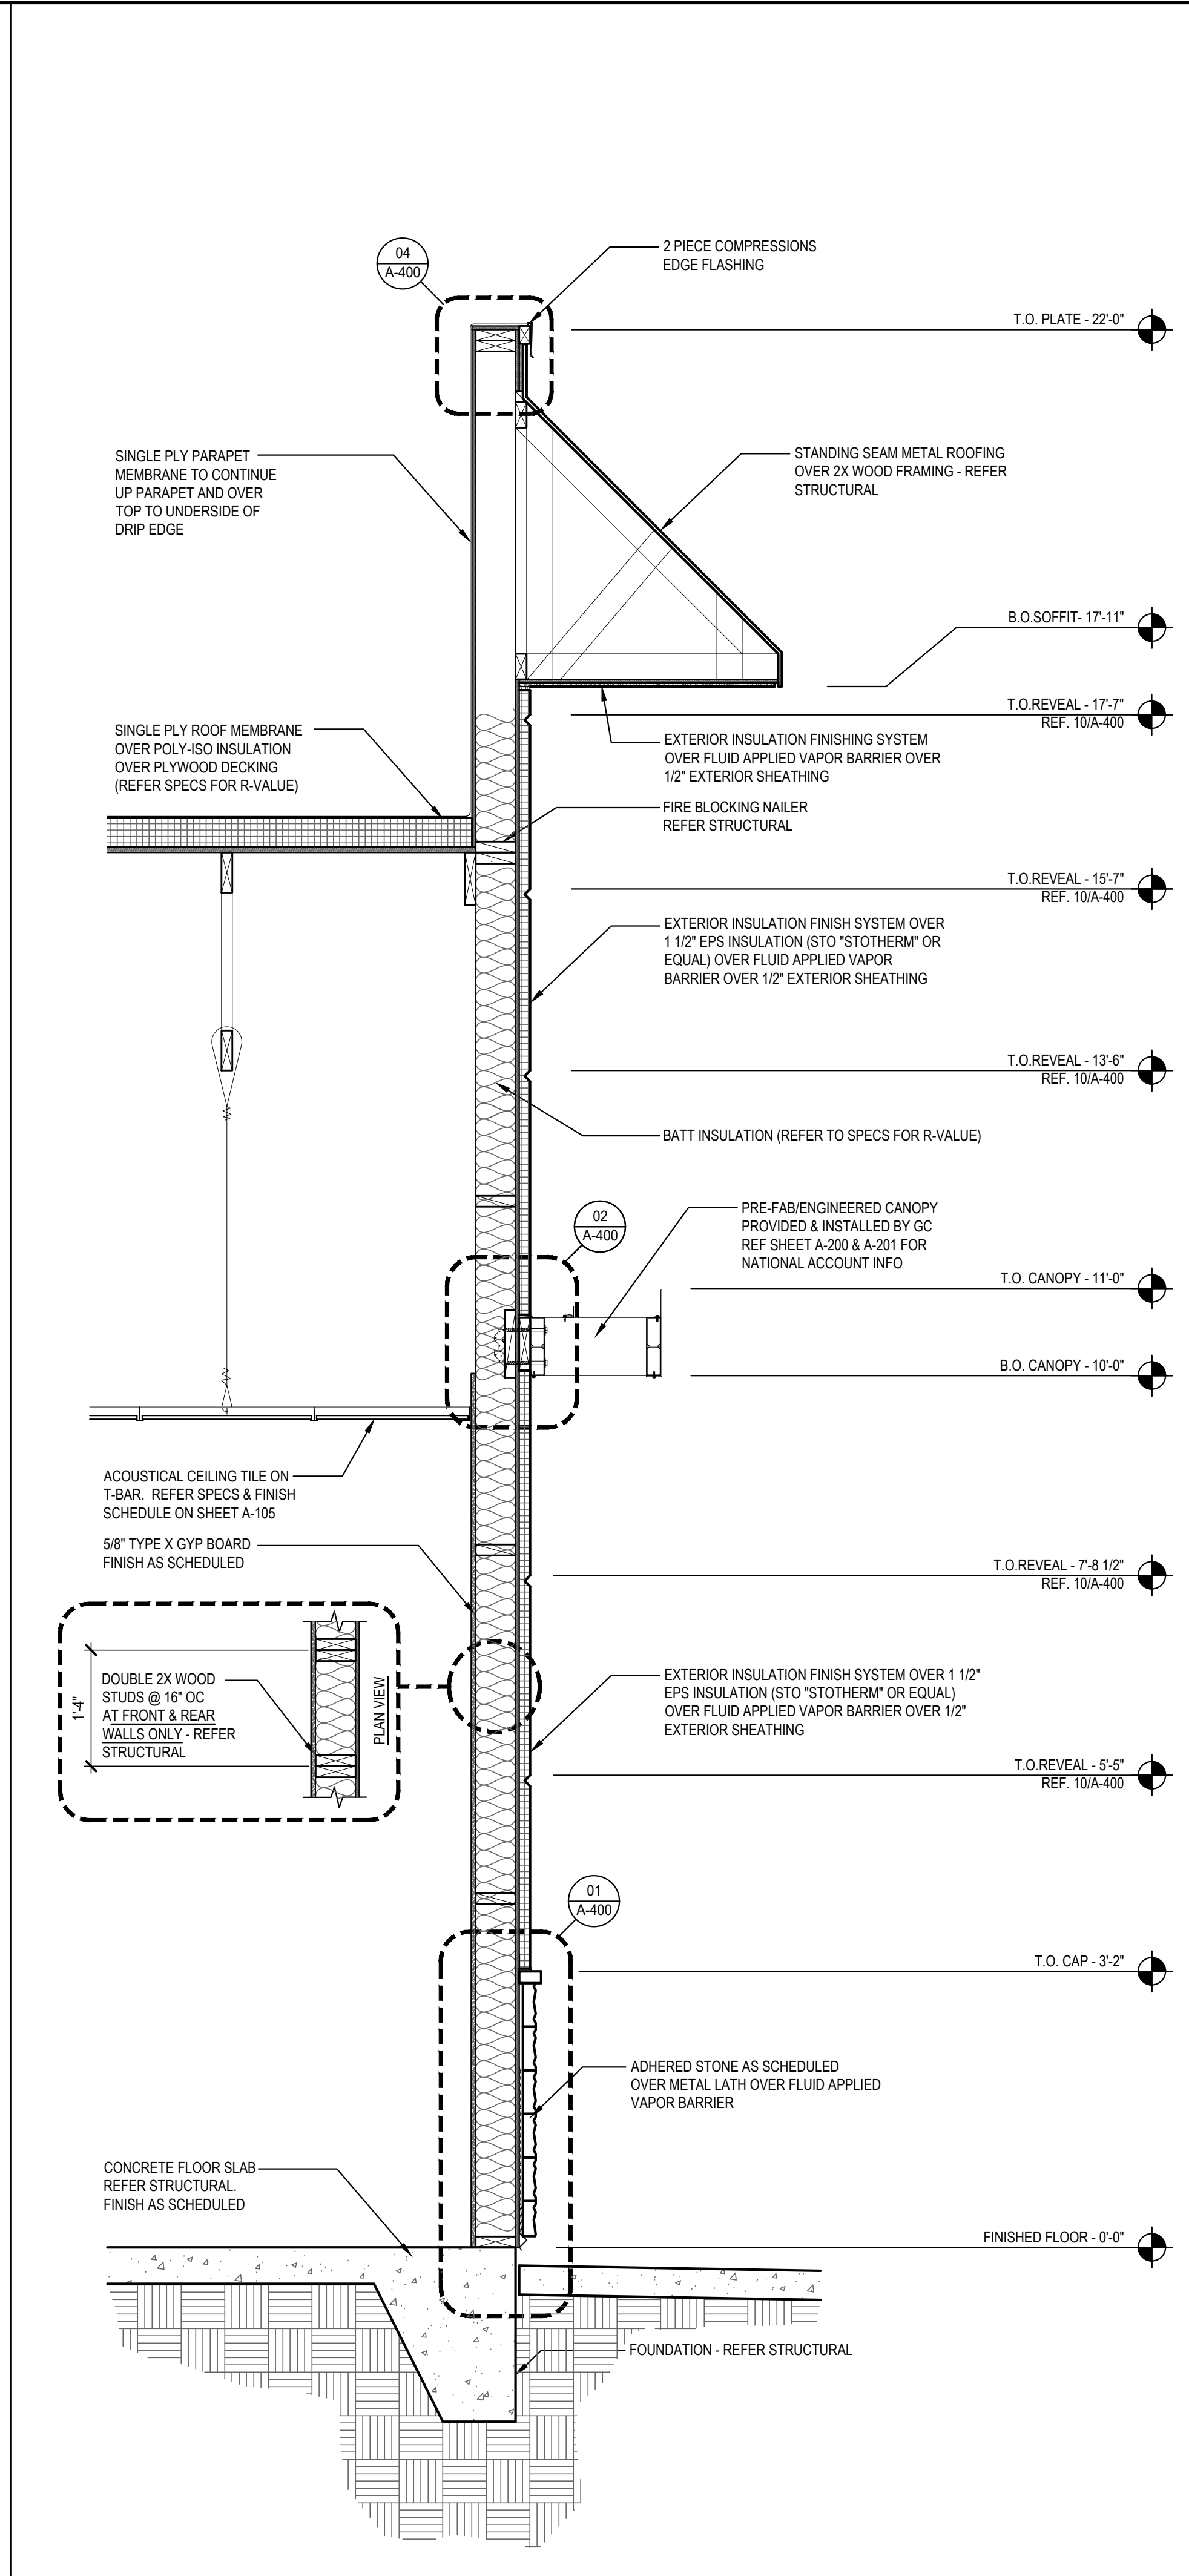 04
A-400
2 PIECE COMPRESSIONS
EDGE FLASHING
T.O. PLATE - 22'-0"
SINGLE PLY PARAPET
MEMBRANE TO CONTINUE
UP PARAPET AND OVER
TOP TO UNDERSIDE OF
DRIP EDGE
STANDING SEAM METAL ROOFING
OVER 2X WOOD FRAMING - REFER
STRUCTURAL
B.O.SOFFIT- 17'-11"
T.O.REVEAL - 17'-7"
REF. 10/A-400
SINGLE PLY ROOF MEMBRANE
OVER POLY-ISO INSULATION
OVER PLYWOOD DECKING
(REFER SPECS FOR R-VALUE)
EXTERIOR INSULATION FINISHING SYSTEM
OVER FLUID APPLIED VAPOR BARRIER OVER
1/2" EXTERIOR SHEATHING
FIRE BLOCKING NAILER
REFER STRUCTURAL
T.O.REVEAL - 15'-7"
REF. 10/A-400
EXTERIOR INSULATION FINISH SYSTEM OVER
1 1/2" EPS INSULATION (STO "STOTHERM" OR
EQUAL) OVER FLUID APPLIED VAPOR
BARRIER OVER 1/2" EXTERIOR SHEATHING
T.O.REVEAL - 13'-6"
REF. 10/A-400
BATT INSULATION (REFER TO SPECS FOR R-VALUE)
02
A-400
PRE-FAB/ENGINEERED CANOPY
PROVIDED & INSTALLED BY GC
REF SHEET A-200 & A-201 FOR
NATIONAL ACCOUNT INFO
T.O. CANOPY - 11'-0"
B.O. CANOPY - 10'-0"
ACOUSTICAL CEILING TILE ON
T-BAR. REFER SPECS & FINISH
SCHEDULE ON SHEET A-105
5/8" TYPE X GYP BOARD
FINISH AS SCHEDULED
T.O.REVEAL - 7'-8 1/2"
REF. 10/A-400
1'-4"
DOUBLE 2X WOOD
STUDS @ 16" OC
AT FRONT & REAR
WALLS ONLY - REFER
STRUCTURAL
PLAN VIEW
EXTERIOR INSULATION FINISH SYSTEM OVER 1 1/2"
EPS INSULATION (STO "STOTHERM" OR EQUAL)
OVER FLUID APPLIED VAPOR BARRIER OVER 1/2"
EXTERIOR SHEATHING
T.O.REVEAL - 5'-5"
REF. 10/A-400
01
A-400
T.O. CAP - 3'-2"
ADHERED STONE AS SCHEDULED
OVER METAL LATH OVER FLUID APPLIED
VAPOR BARRIER
CONCRETE FLOOR SLAB
REFER STRUCTURAL.
FINISH AS SCHEDULED
FINISHED FLOOR - 0'-0"
FOUNDATION - REFER STRUCTURAL